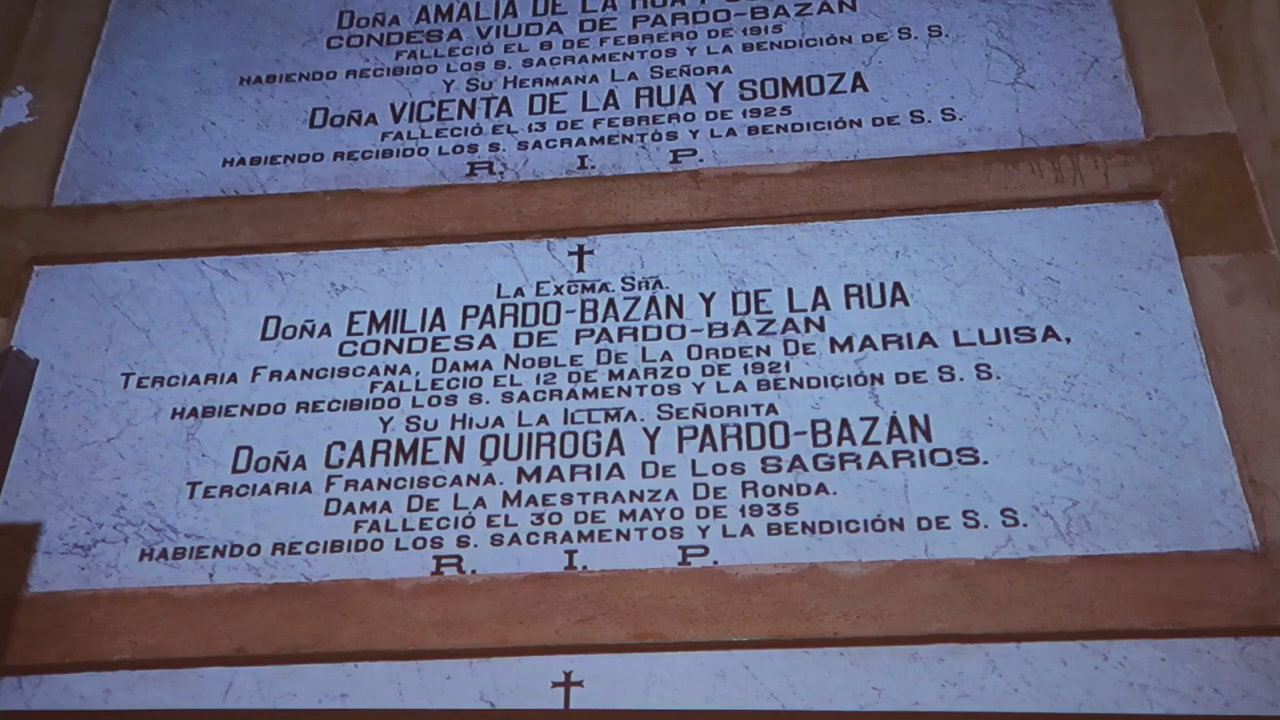 DOÑA AMALIA DE LA RUA
CONDESA VIUDA DE PARDO-BAZÁN
FALLECIÓ EL 8 DE FEBRERO DE 1915
HABIENDO RECIBIDO LOS S. SACRAMENTOS Y LA BENDICIÓN DE S. S.
Y SU HERMANA LA SEÑORA
DOÑA VICENTA DE LA RUA Y SOMOZA
FALLECIÓ EL 13 DE FEBRERO DE 1925
HABIENDO RECIBIDO LOS S. SACRAMENTOS Y LA BENDICIÓN DE S. S.
R. I. P.
LA EXCMA. SRA.
DOÑA EMILIA PARDO-BAZÁN Y DE LA RUA
CONDESA DE PARDO-BAZÁN
TERCIARIA FRANCISCANA, DAMA NOBLE DE LA ORDEN DE MARIA LUISA,
FALLECIO EL 12 DE MARZO DE 1921
HABIENDO RECIBIDO LOS S. SACRAMENTOS Y LA BENDICIÓN DE S. S.
Y SU HIJA LA ILLMA. SEÑORITA
DOÑA CARMEN QUIROGA Y PARDO-BAZÁN
TERCIARIA FRANCISCANA. MARIA DE LOS SAGRARIOS.
DAMA DE LA MAESTRANZA DE RONDA.
FALLECIÓ EL 30 DE MAYO DE 1935
HABIENDO RECIBIDO LOS S. SACRAMENTOS Y LA BENDICIÓN DE S. S.
R. I. P.